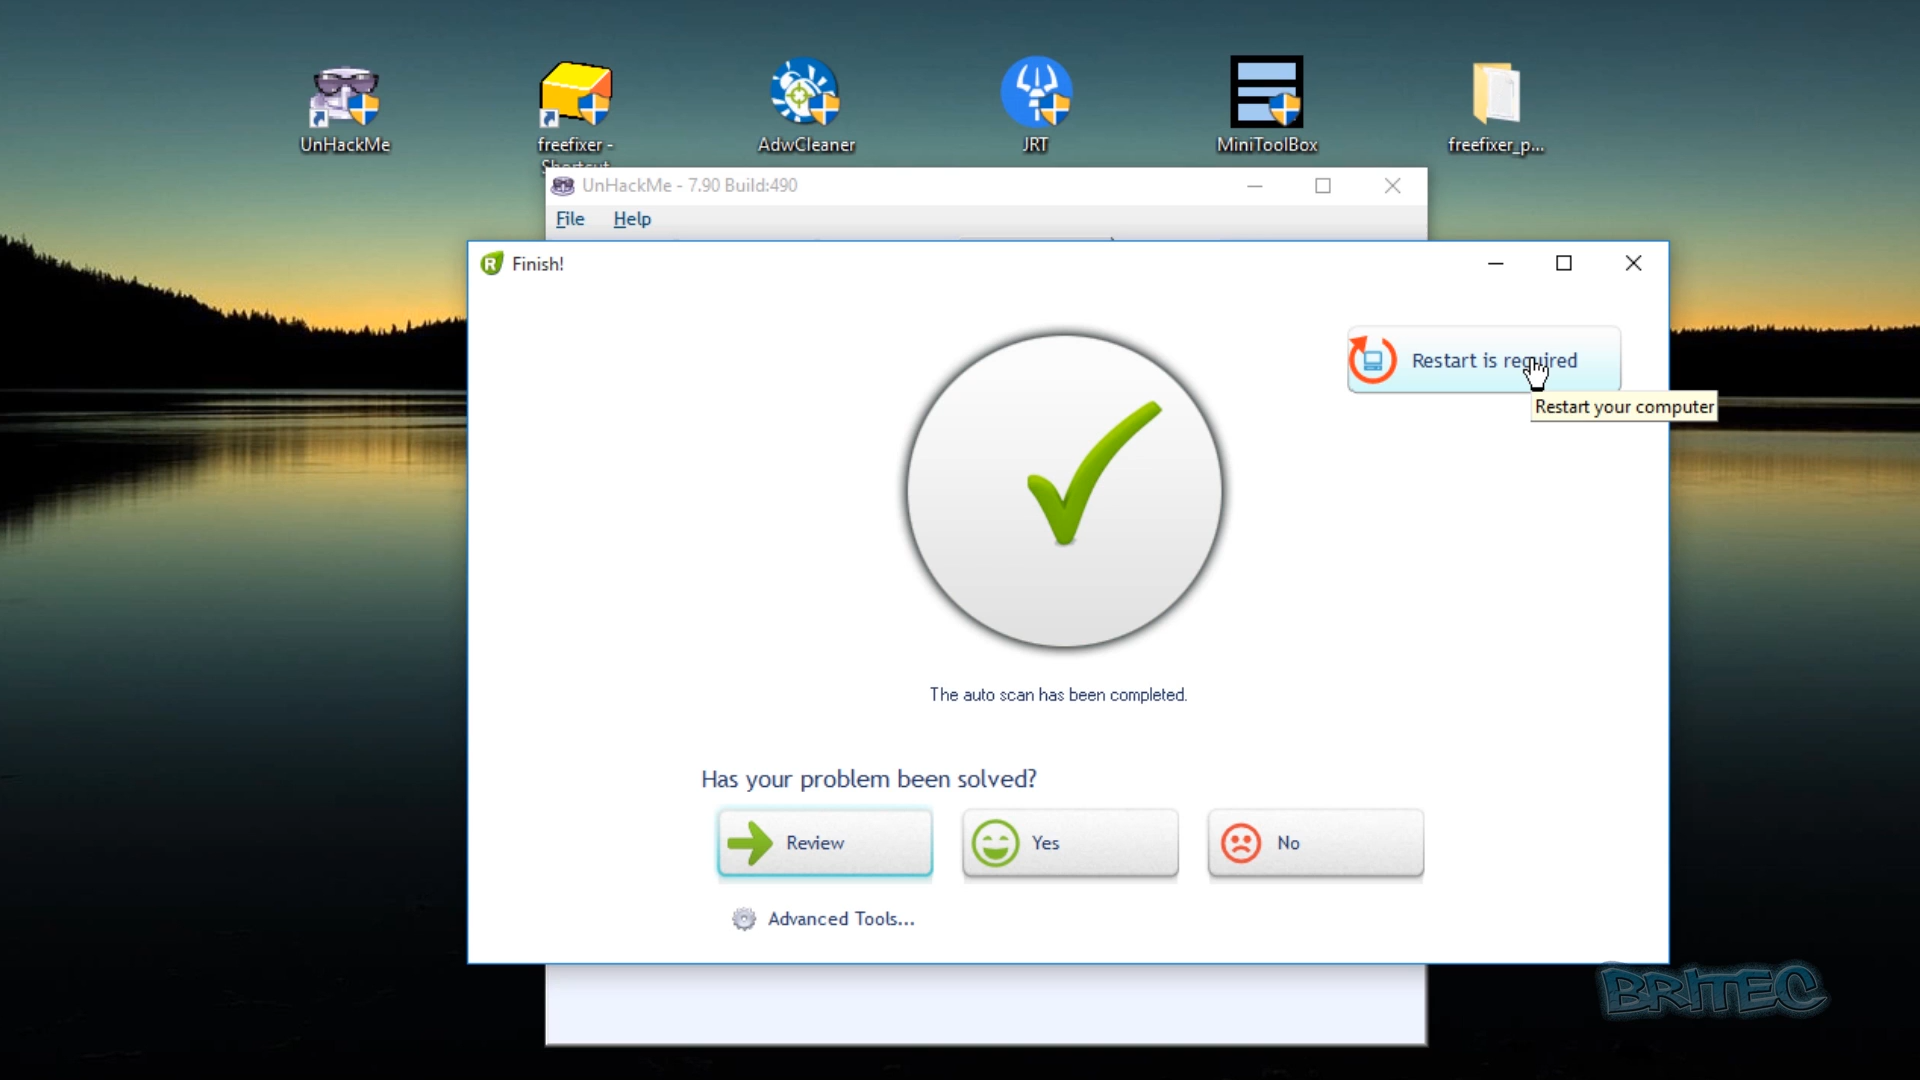 UnHackMe
freefixer -
Shortcut
AdwCleaner
JRT
MiniToolBox
freefixer_p...
UnHackMe - 7.90 Build:490
File Help
Finish!
Restart is required
Restart your computer
The auto scan has been completed.
Has your problem been solved?
Review
Yes
No
Advanced Tools...
BRITEC